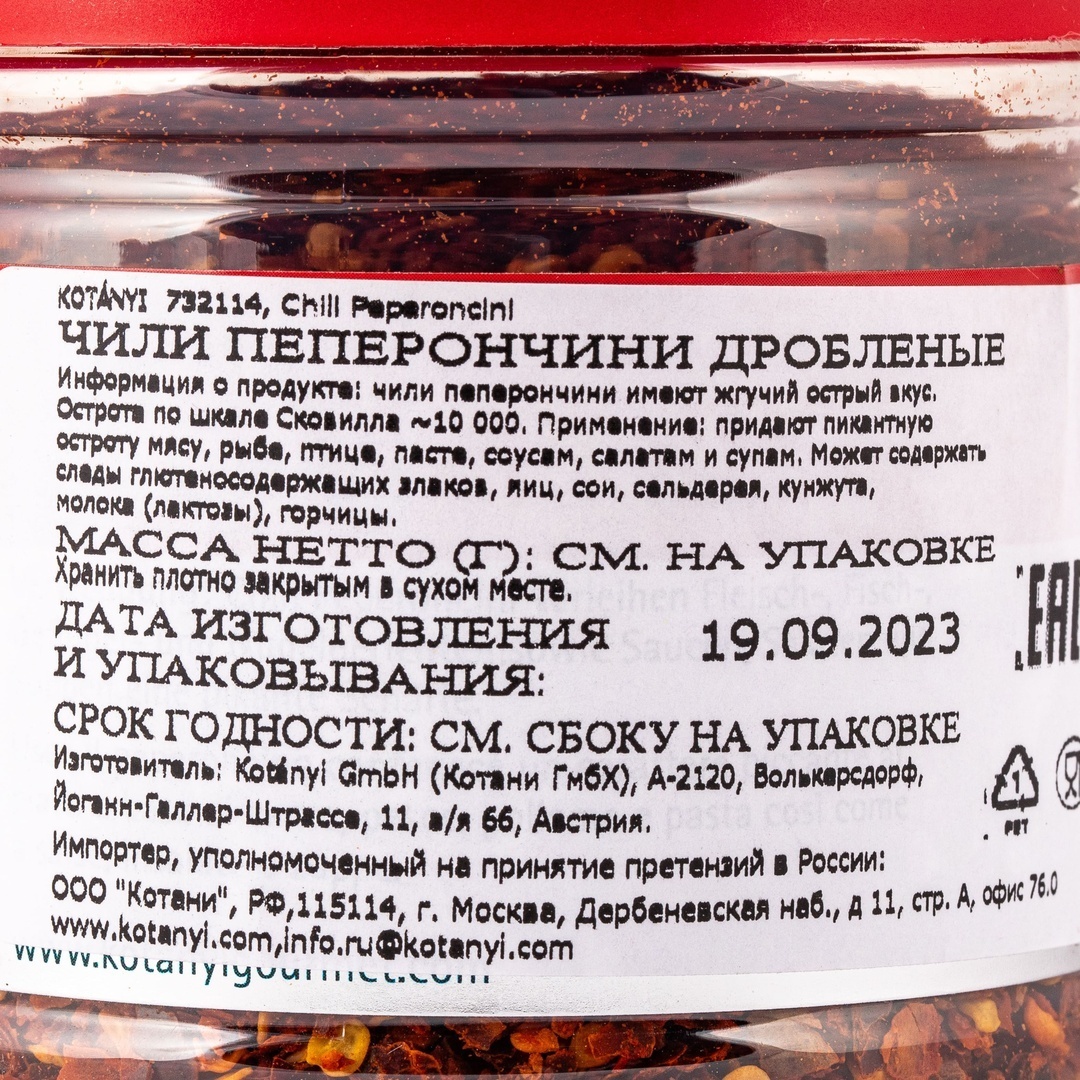 KOTÁNYI 732114, Chili Peperoncini
ЧИЛИ ПЕПЕРОНЧИНИ ДРОБЛЕНЫЕ
Информация о продукте: чили пеперончини имеют жгучий острый вкус.
Острота по шкале Сковилла ~10 000. Применение: придают пикантную
остроту мясу, рыбе, птице, пасте, соусам, салатам и супам. Может содержать
следы глютеносодержащих злаков, яиц, сои, сельдерея, кунжута,
молока (лактозы), горчицы.
МАССА НЕТТО (Г): СМ. НА УПАКОВКЕ
Хранить плотно закрытым в сухом месте.
ДАТА ИЗГОТОВЛЕНИЯ 19.09.2023
И УПАКОВЫВАНИЯ:
EAC
СРОК ГОДНОСТИ: СМ. СБОКУ НА УПАКОВКЕ
Изготовитель: Kotányi GmbH (Котани ГмбХ), А-2120, Волькерсдорф,
Йоганн-Галлер-Штрассе, 11, а/я 66, Австрия.
1
PET
Импортер, уполномоченный на принятие претензий в России:
ООО "Котани", РФ,115114, г. Москва, Дербеневская наб., д 11, стр. А, офис 76.0
www.kotanyi.com,info.ru@kotanyi.com
www.kotanyigourmet.com